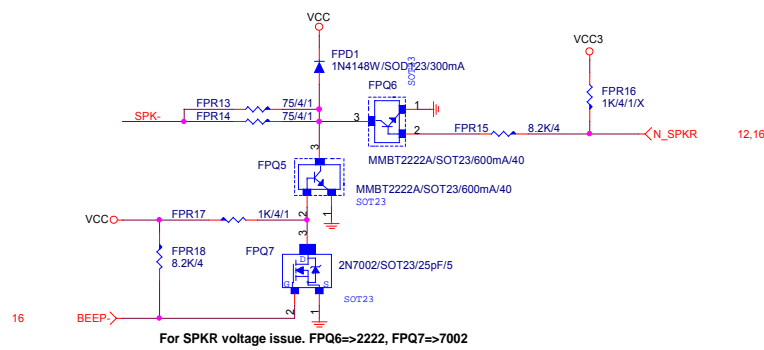 VCC
FPD1
1N4148W/SOD123/300mA
SOT23
VCC3
FPQ6
FPR16
1K/4/1/X
FPR13 75/4/1
SPK- FPR14 75/4/1
3
1
2
FPR15 8.2K/4
N_SPKR 12,16
MMBT2222A/SOT23/600mA/40
3
FPQ5
MMBT2222A/SOT23/600mA/40
SOT23
2
1
VCC FPR17 1K/4/1
3
FPR18
8.2K/4
FPQ7
D
2N7002/SOT23/25pF/5
G S
SOT23
2
1
16 BEEP-
For SPKR voltage issue. FPQ6=>2222, FPQ7=>7002